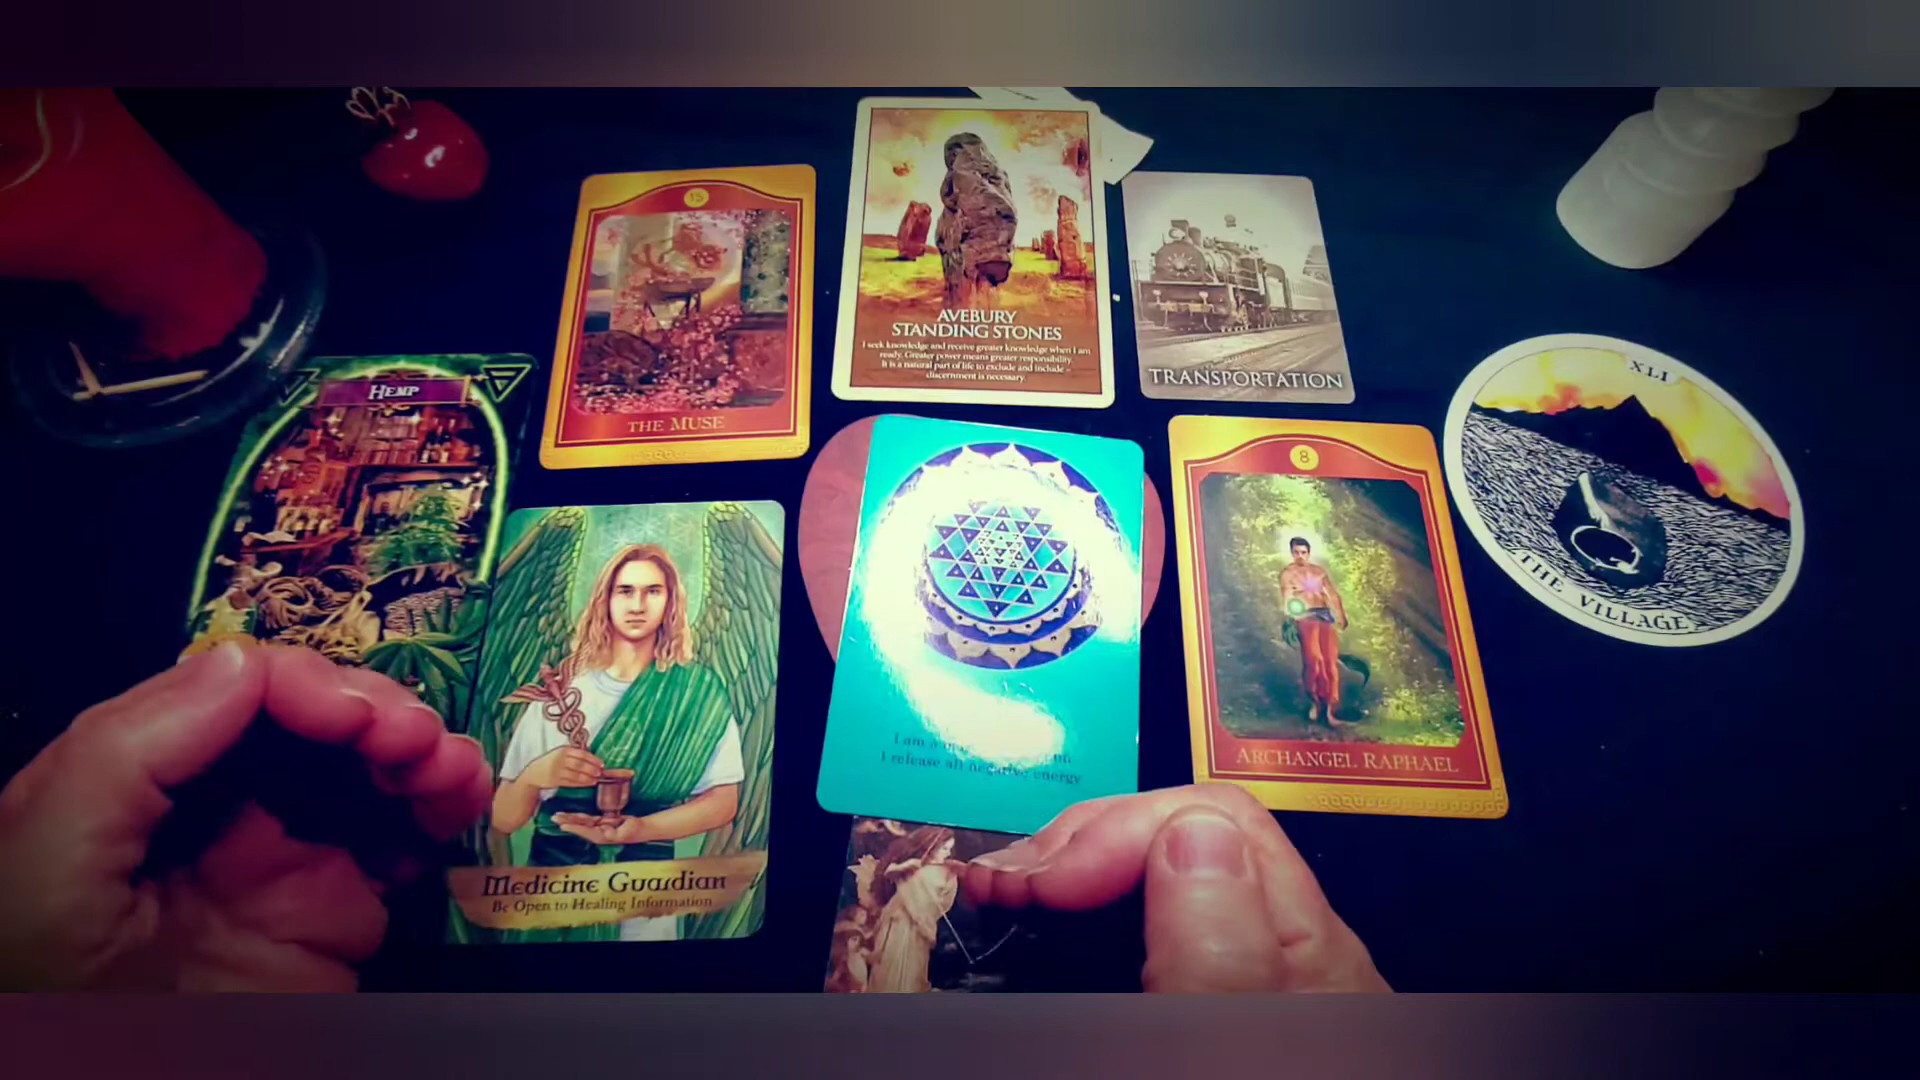 HEMP
15
THE MUSE
AVEBURY
STANDING STONES
I seek knowledge and receive greater knowledge when I am
ready. Greater power means greater responsibility.
It is a natural part of life to exclude and include –
discernment is necessary.
TRANSPORTATION
XLI
THE VILLAGE
8
ARCHANGEL RAPHAEL
I am
I release all negative energy
Medicine Guardian
Be Open to Healing Information